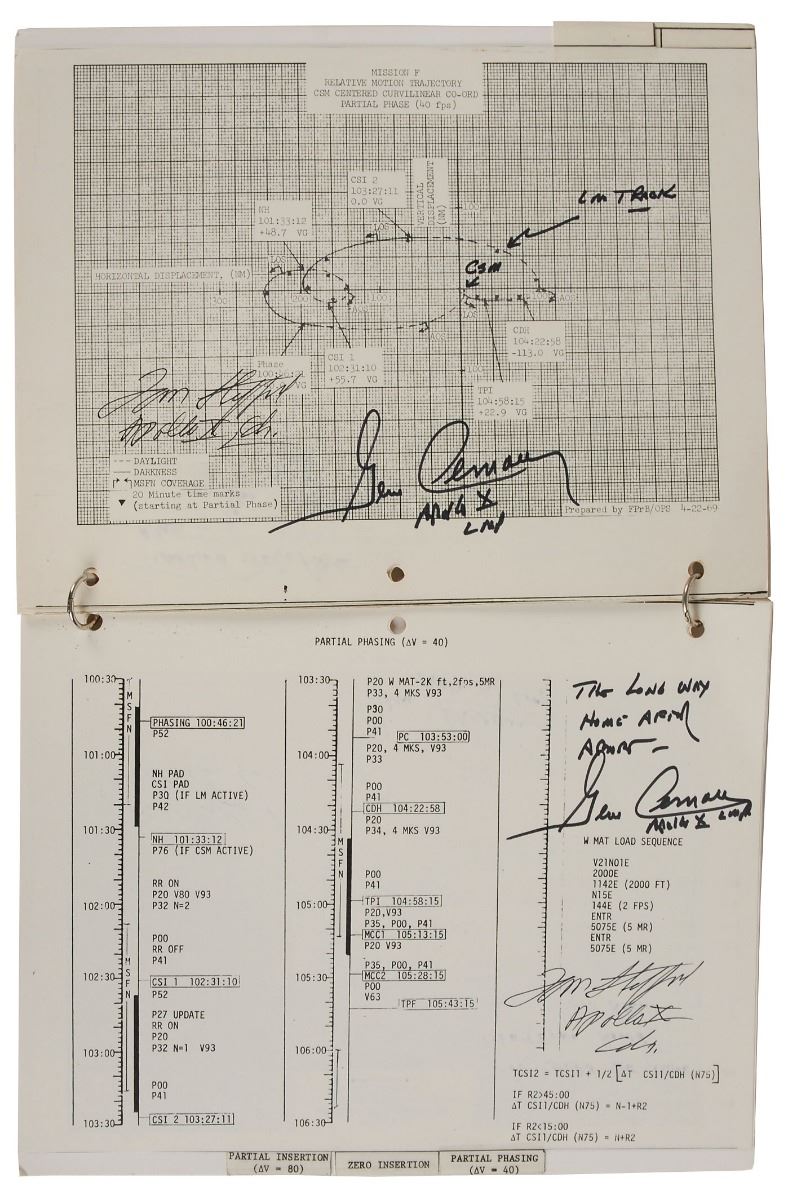 MISSION F
RELATIVE MOTION TRAJECTORY
CSM CENTERED CURVILINEAR CO-ORD
PARTIAL PHASE (40 fps)
CSI 2
103:27:11
0.0 VG
VERTICAL
DISPLACEMENT
(NM)
LM TRACK
NH
101:33:12
+48.7 VG
100
LOS
CSM
LOS
HORIZONTAL DISPLACEMENT, (NM)
300
200
100
100
AOS
LOS
AOS
CDH
104:22:58
-113.0 VG
CSI 1
102:31:10
+55.7 VG
Phase
VG
100
TPI
104:58:15
+22.9 VG
Tom Stafford
Apollo X Cdr.
Gene Cernan
Apollo X
LMP
DAYLIGHT
DARKNESS
MSFN COVERAGE
20 Minute time marks
(starting at Partial Phase)
Prepared by FPrB/OPS 4-22-69
PARTIAL PHASING (ΔV = 40)
100:30
MSFN
PHASING 100:46:21
P52
101:00
NH PAD
CSI PAD
P30 (IF LM ACTIVE)
P42
101:30
NH 101:33:12
P76 (IF CSM ACTIVE)
RR ON
P20 V80 V93
P32 N=2
102:00
P00
RR OFF
P41
MSFN
102:30
CSI 1 102:31:10
P52
P27 UPDATE
RR ON
P20
P32 N=1 V93
103:00
P00
P41
103:30
CSI 2 103:27:11
103:30
P20 W MAT-2K ft,2fps,5MR
P33, 4 MKS V93
P30
P00
P41
PC 103:53:00
P20, 4 MKS, V93
P33
104:00
P00
P41
CDH 104:22:58
P20
P34, 4 MKS V93
104:30
MSFN
P00
P41
105:00
TPI 104:58:15
P20,V93
P35, P00, P41
MCC1 105:13:15
P20 V93
P35, P00, P41
105:30
MCC2 105:28:15
P00
V63
TPF 105:43:15
106:00
106:30
THE LONG WAY
HOME
Gene Cernan
Apollo X LMP
W MAT LOAD SEQUENCE
V21N01E
2000E
1142E (2000 FT)
N15E
144E (2 FPS)
ENTR
5075E (5 MR)
ENTR
5075E (5 MR)
Tom Stafford
Apollo X
Cdr.
TCSI2 = TCSI1 + 1/2 [ΔT CSI1/CDH (N75)]
IF R2>45:00
ΔT CSI1/CDH (N75) = N-1+R2
IF R2<15:00
ΔT CSI1/CDH (N75) = N+R2
PARTIAL INSERTION
(ΔV = 80)
ZERO INSERTION
PARTIAL PHASING
(ΔV = 40)